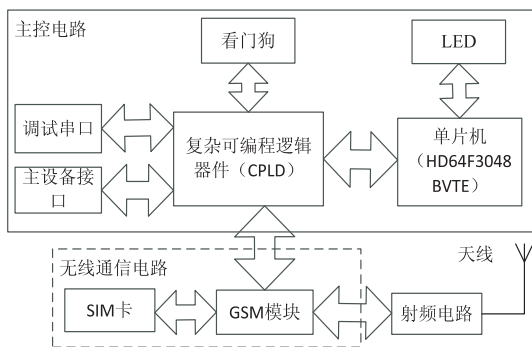 主控电路
看门狗
LED
调试串口
复杂可编程逻辑
器件（CPLD）
单片机
（HD64F3048
BVTE）
主设备接
口
天线
无线通信电路
SIM卡
GSM模块
射频电路